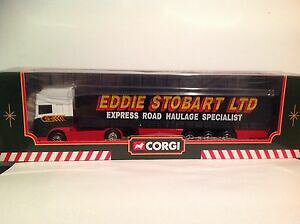 EDDIE STOBART LTD
EXPRESS ROAD HAULAGE SPECIALIST
CORGI